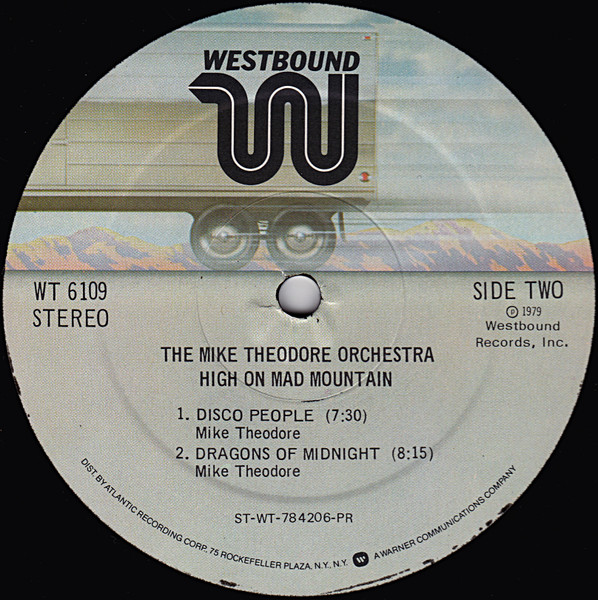 WESTBOUND
WT 6109
STEREO
SIDE TWO
Ⓟ 1979
Westbound
Records, Inc.
THE MIKE THEODORE ORCHESTRA
HIGH ON MAD MOUNTAIN
1. DISCO PEOPLE (7:30)
Mike Theodore
2. DRAGONS OF MIDNIGHT (8:15)
Mike Theodore
ST-WT-784206-PR
DIST. BY ATLANTIC RECORDING CORP. 75 ROCKEFELLER PLAZA, N.Y., N.Y. A WARNER COMMUNICATIONS COMPANY